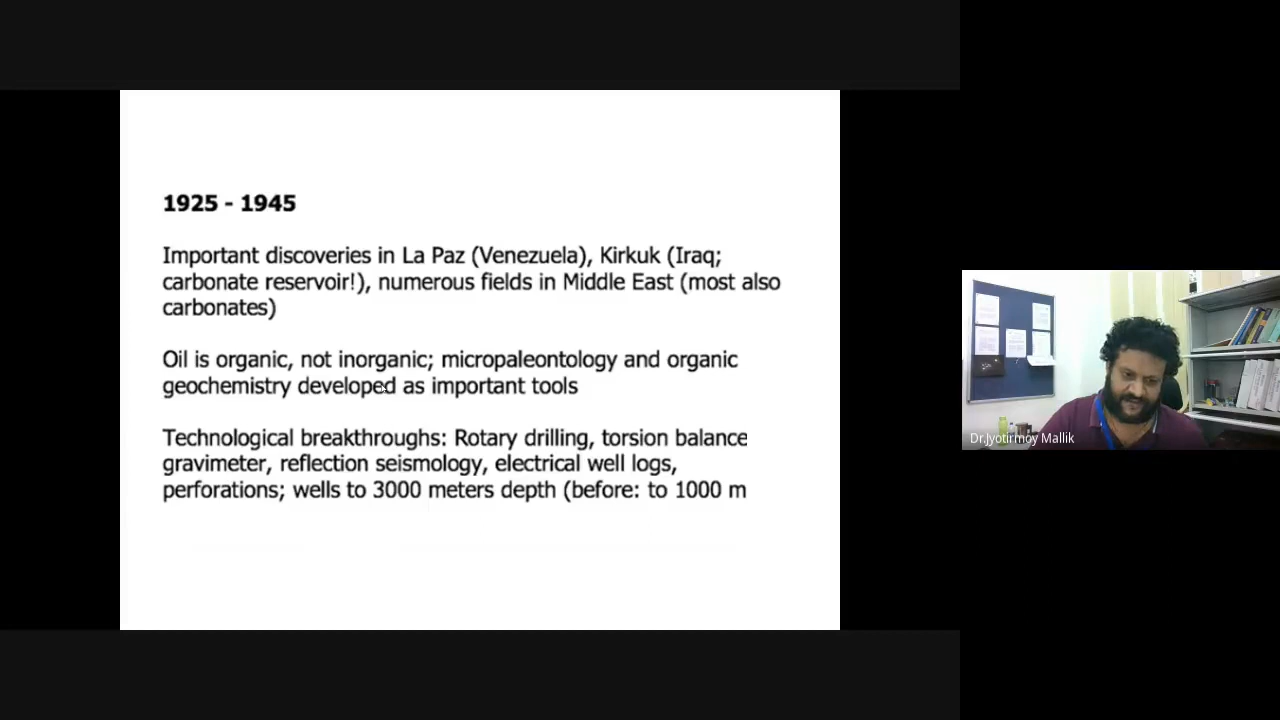 1925 - 1945
Important discoveries in La Paz (Venezuela), Kirkuk (Iraq;
carbonate reservoir!), numerous fields in Middle East (most also
carbonates)
Oil is organic, not inorganic; micropaleontology and organic
geochemistry developed as important tools
Technological breakthroughs: Rotary drilling, torsion balance
gravimeter, reflection seismology, electrical well logs,
perforations; wells to 3000 meters depth (before: to 1000 m
Dr.Jyotirmoy Mallik